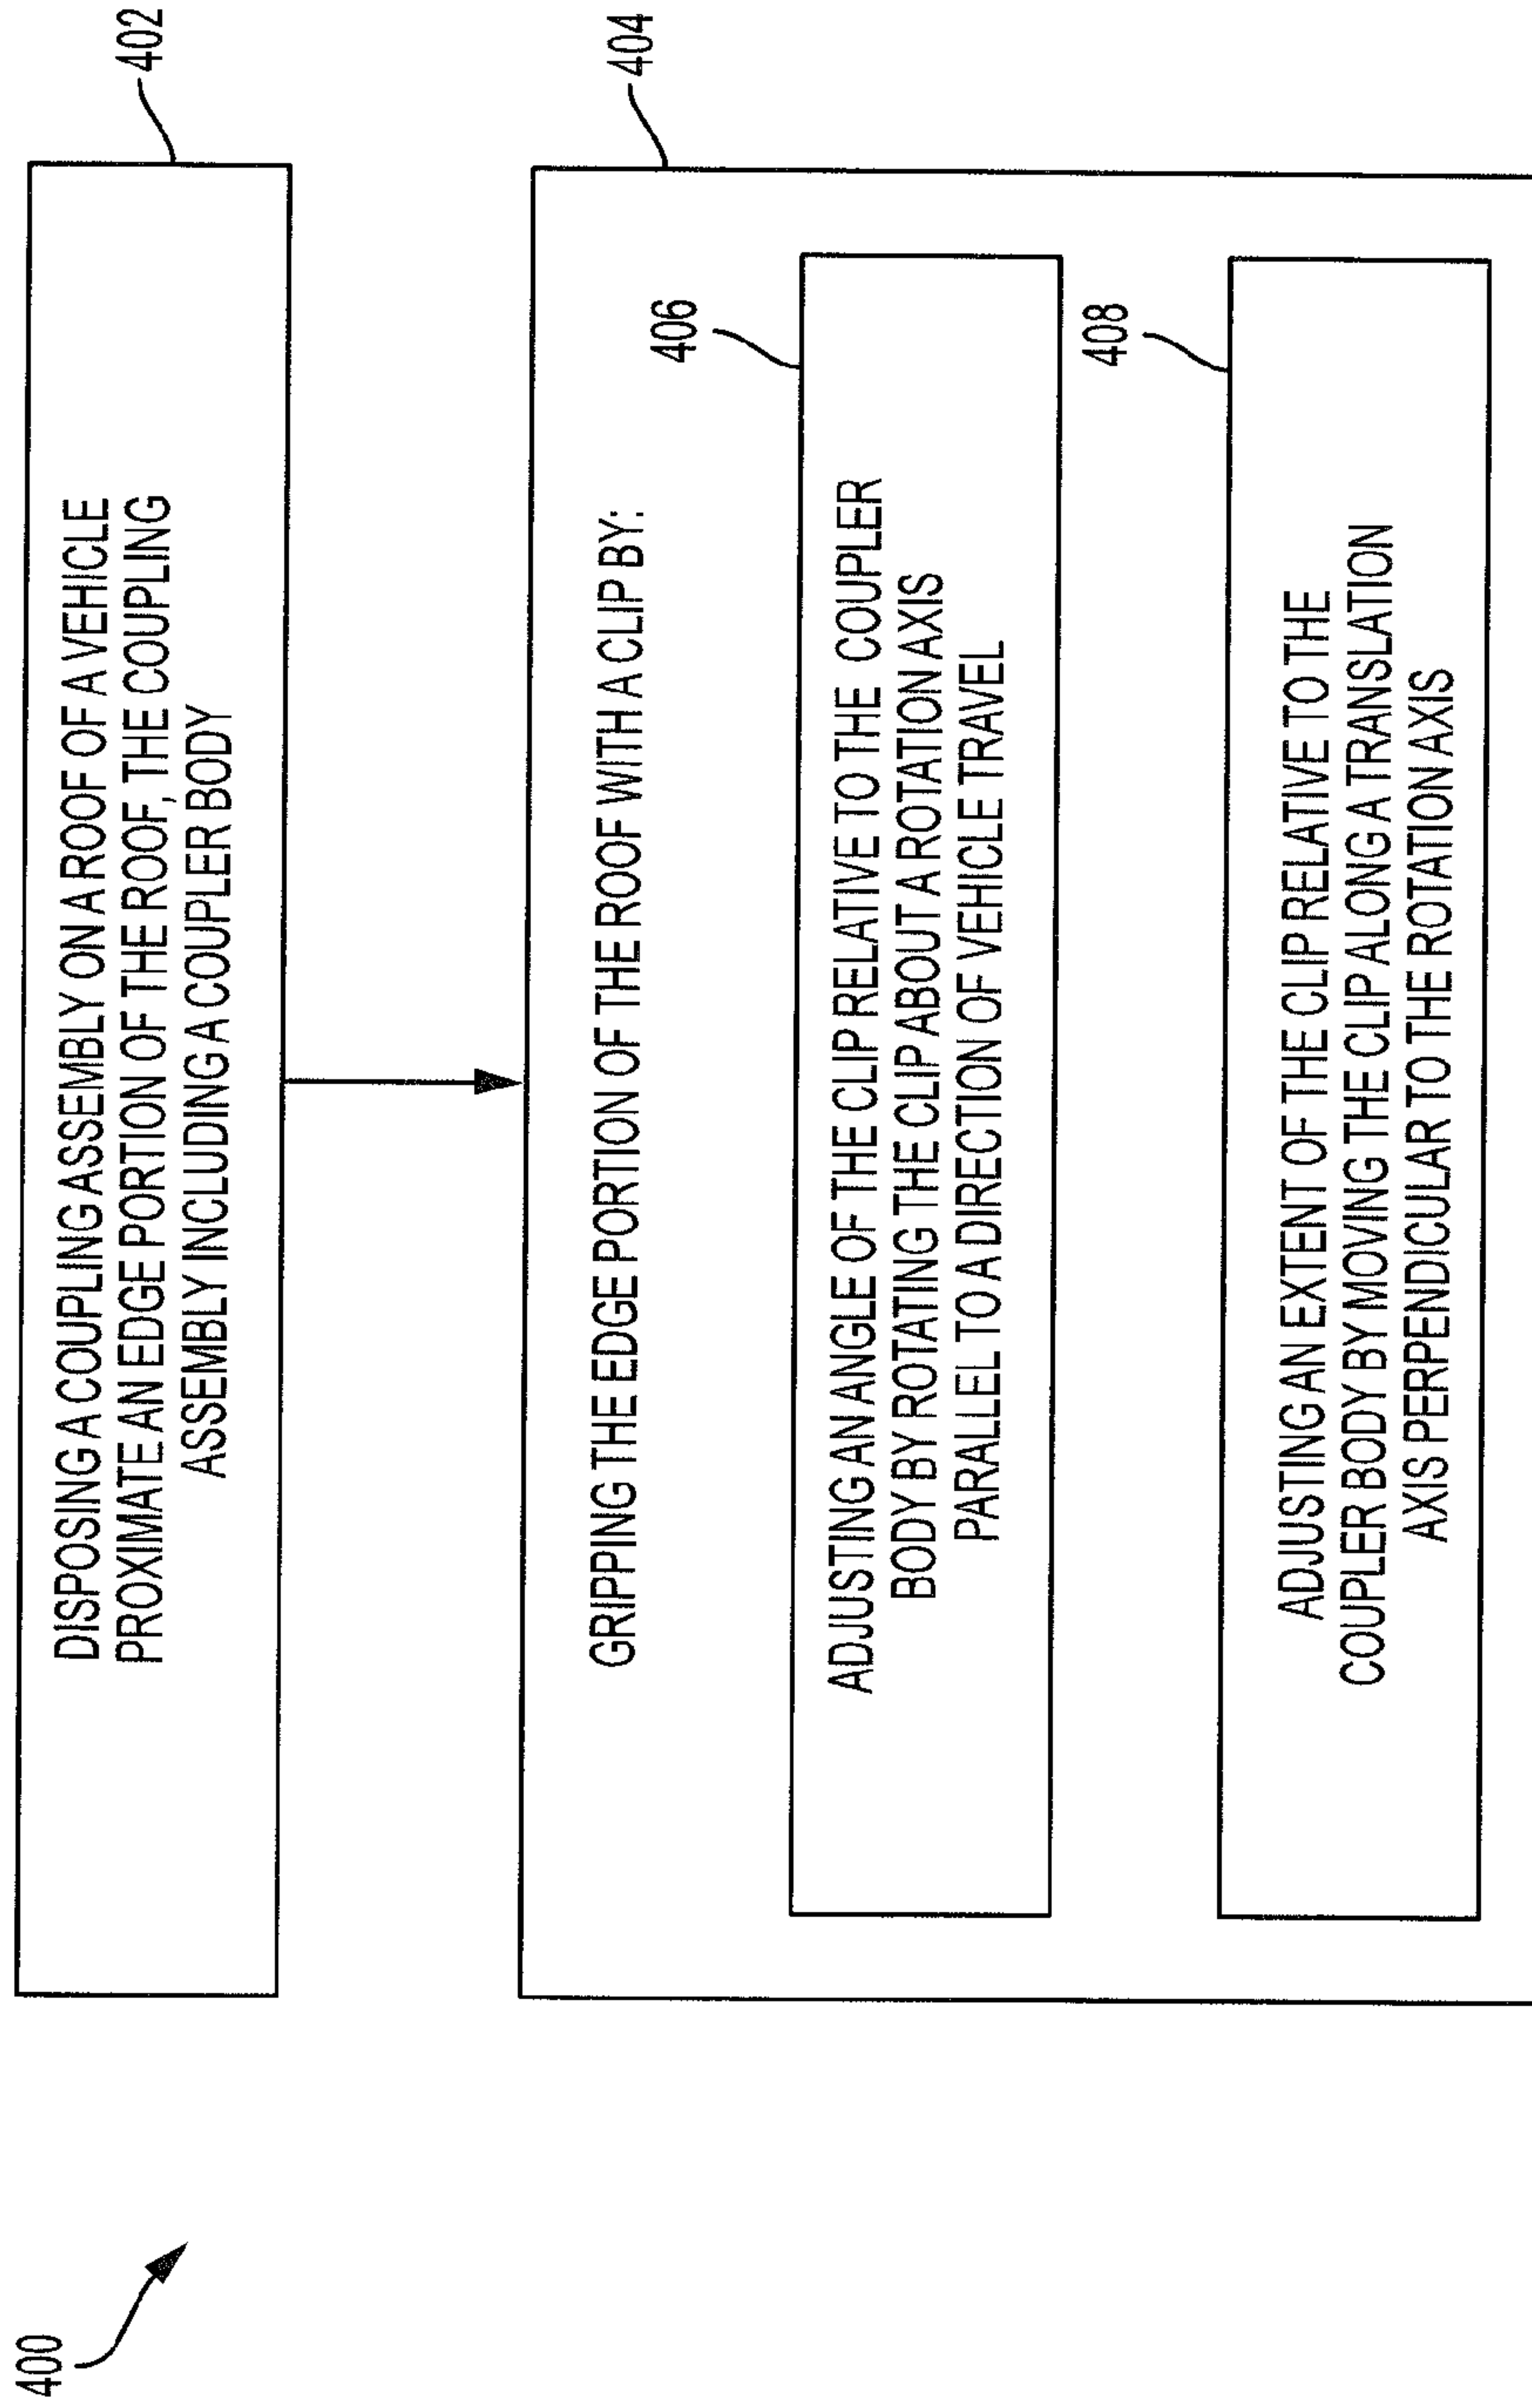 400
DISPOSING A COUPLING ASSEMBLY ON A ROOF OF A VEHICLE
PROXIMATE AN EDGE PORTION OF THE ROOF, THE COUPLING
ASSEMBLY INCLUDING A COUPLER BODY
402
GRIPPING THE EDGE PORTION OF THE ROOF WITH A CLIP BY:
404
406
ADJUSTING AN ANGLE OF THE CLIP RELATIVE TO THE COUPLER
BODY BY ROTATING THE CLIP ABOUT A ROTATION AXIS
PARALLEL TO A DIRECTION OF VEHICLE TRAVEL
408
ADJUSTING AN EXTENT OF THE CLIP RELATIVE TO THE
COUPLER BODY BY MOVING THE CLIP ALONG A TRANSLATION
AXIS PERPENDICULAR TO THE ROTATION AXIS